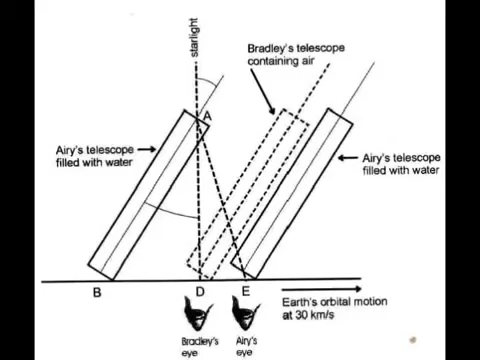 starlight
Bradley's telescope
containing air
A
Airy's telescope
filled with water
Airy's telescope
filled with water
B
D
E
Earth's orbital motion
at 30 km/s
Bradley's
eye
Airy's
eye